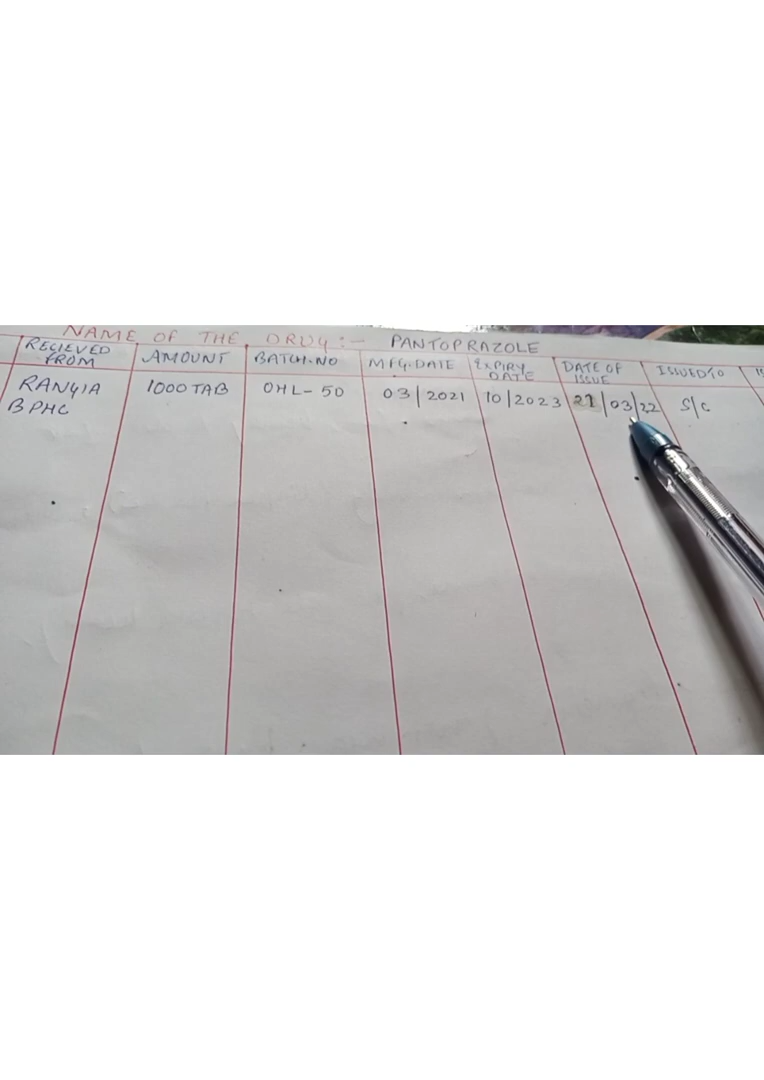 NAME OF THE DRUG :- PANTOPRAZOLE
RECIEVED FROM AMOUNT BATCH.NO MFG.DATE EXPIRY DATE DATE OF ISSUE ISSUED TO
RANGIA 1000 TAB OHL-50 03/2021 10/2023 21/03/22 S/C
BPHC